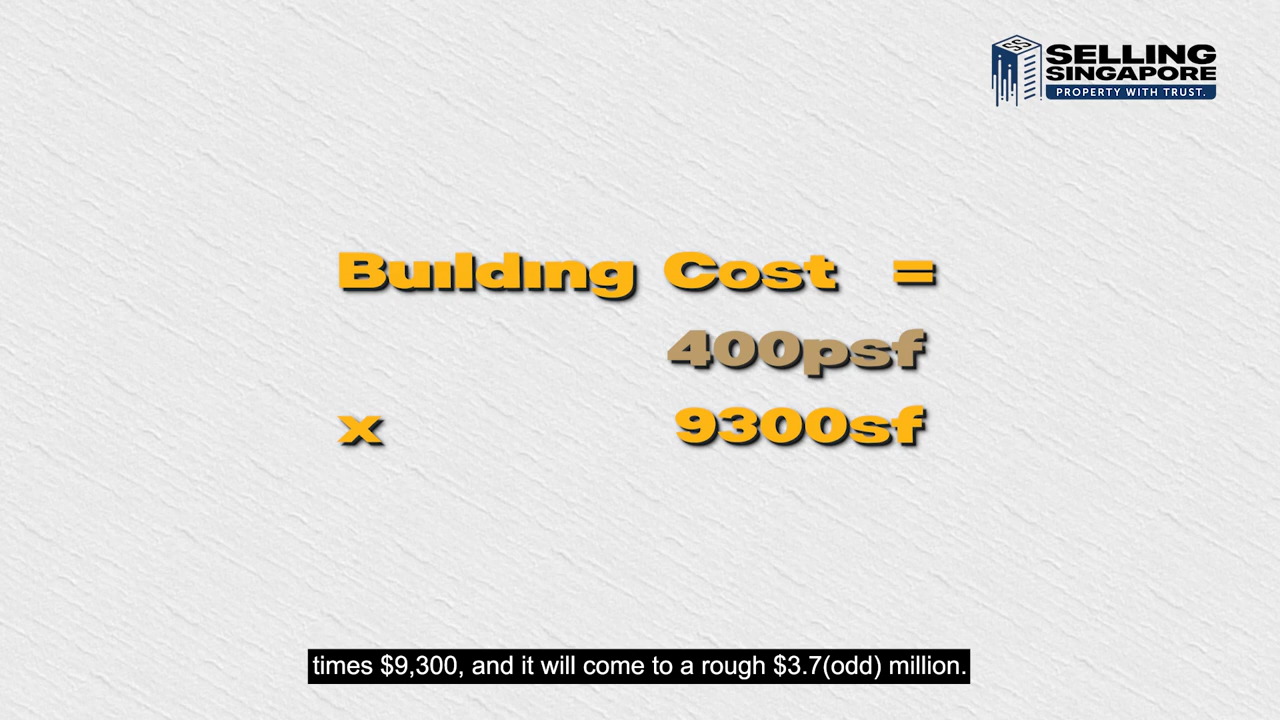 SS
SELLING
SINGAPORE
PROPERTY WITH TRUST.
Building Cost =
400psf
x 9300sf
times $9,300, and it will come to a rough $3.7(odd) million.